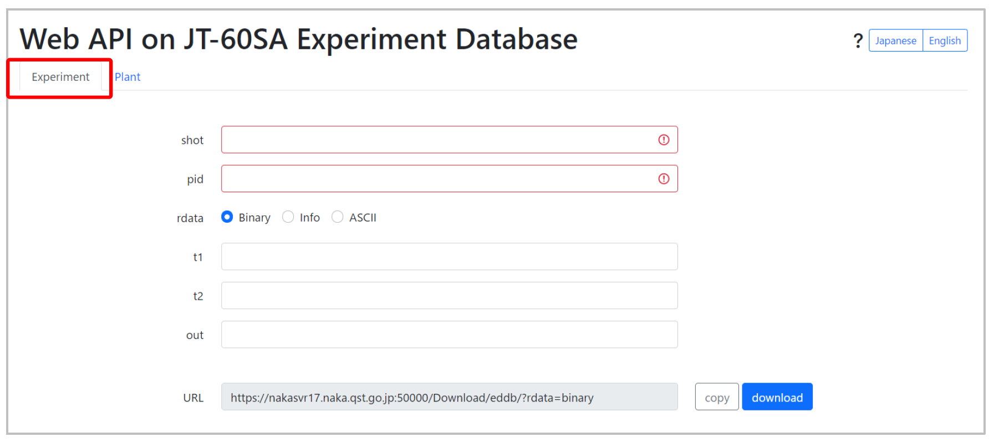 Web API on JT-60SA Experiment Database
? Japanese English
Experiment Plant
shot
pid
rdata Binary Info ASCII
t1
t2
out
URL https://nakasvr17.naka.qst.go.jp:50000/Download/eddb/?rdata=binary copy download